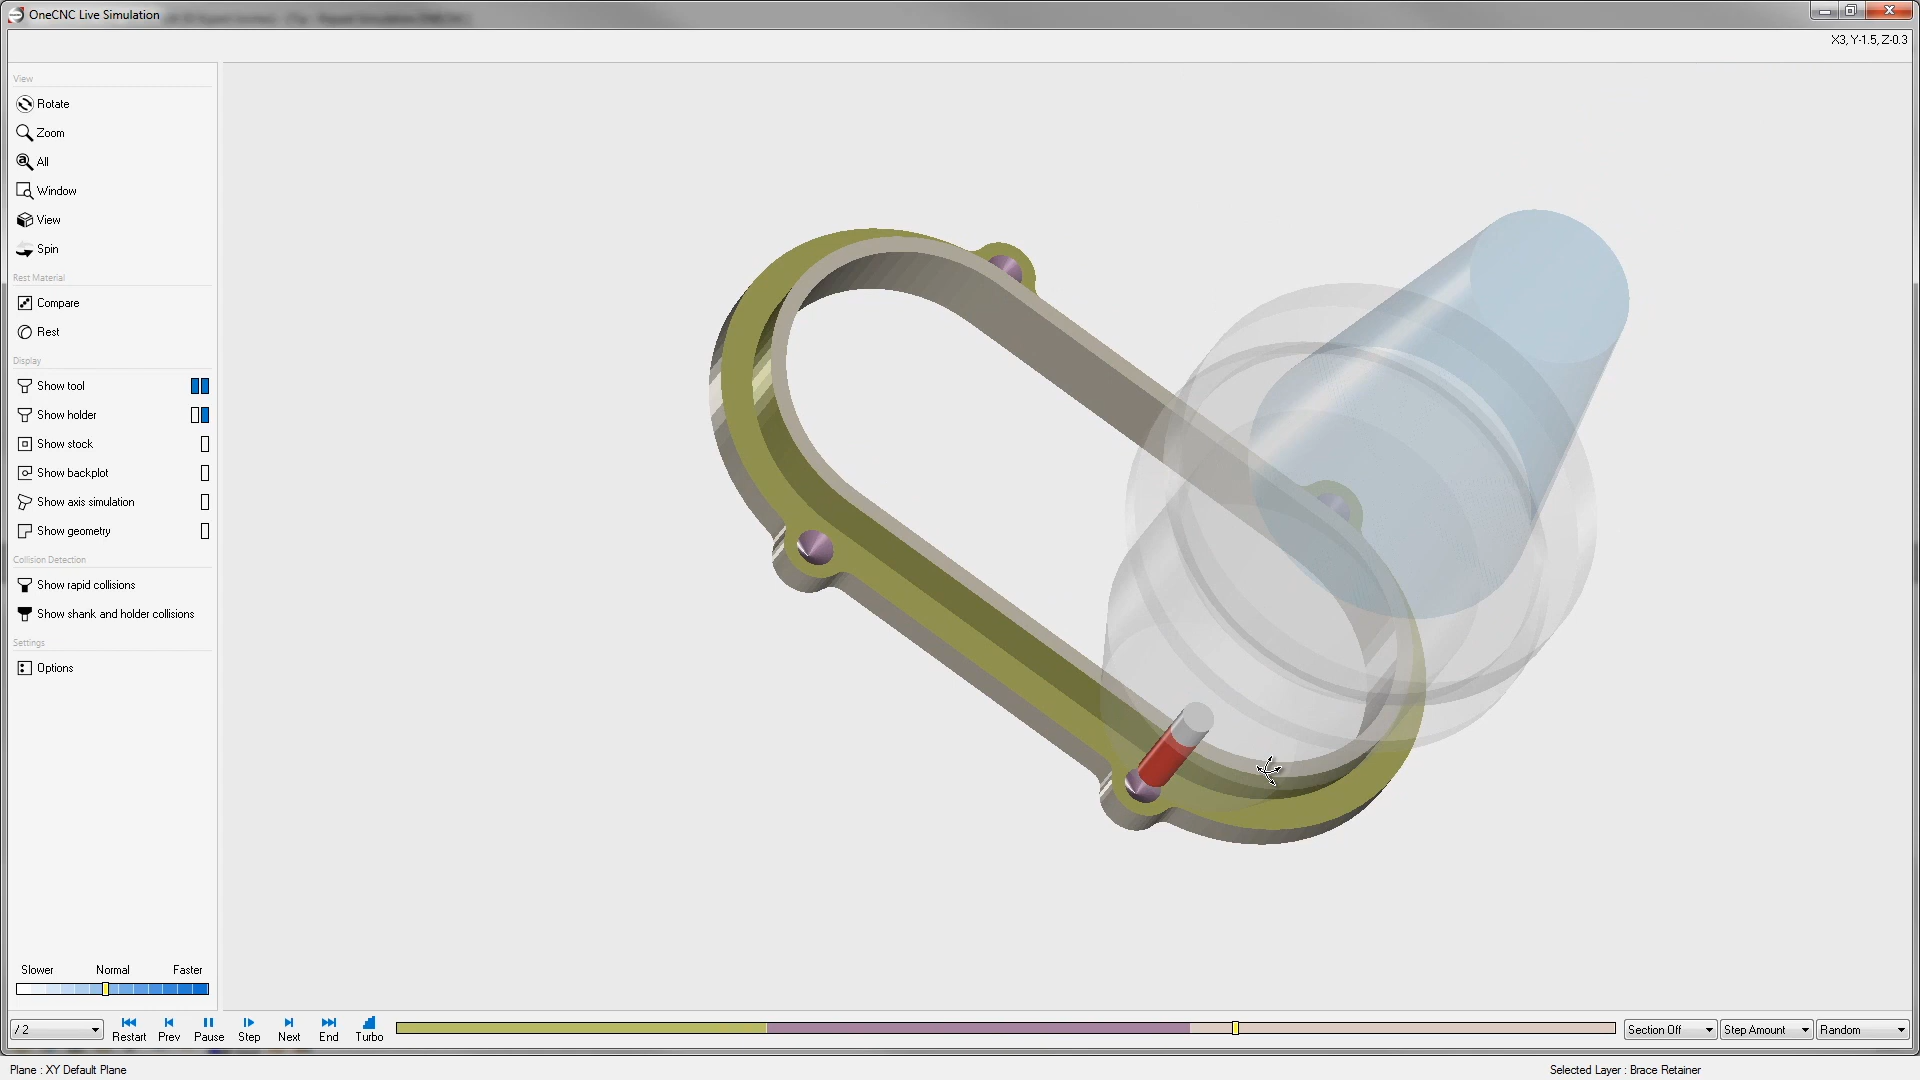 OneCNC Live Simulation
X3, Y-1.5, Z-0.3
View
Rotate
Zoom
All
Window
View
Spin
Rest Material
Compare
Rest
Display
Show tool
Show holder
Show stock
Show backplot
Show axis simulation
Show geometry
Collision Detection
Show rapid collisions
Show shank and holder collisions
Settings
Options
Slower Normal Faster
/ 2 Restart Prev Pause Step Next End Turbo Section Off Step Amount Random
Plane : XY Default Plane Selected Layer : Brace Retainer